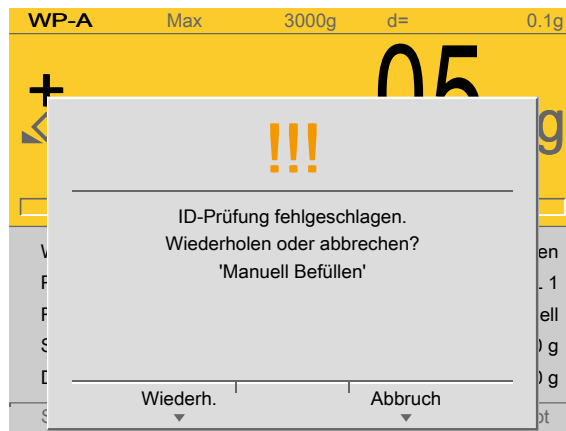 WP-A Max 3000g d= 0.1g
+ 05
g
!!!
ID-Prüfung fehlgeschlagen.
Wiederholen oder abbrechen?
'Manuell Befüllen'
Wiederh. Abbruch